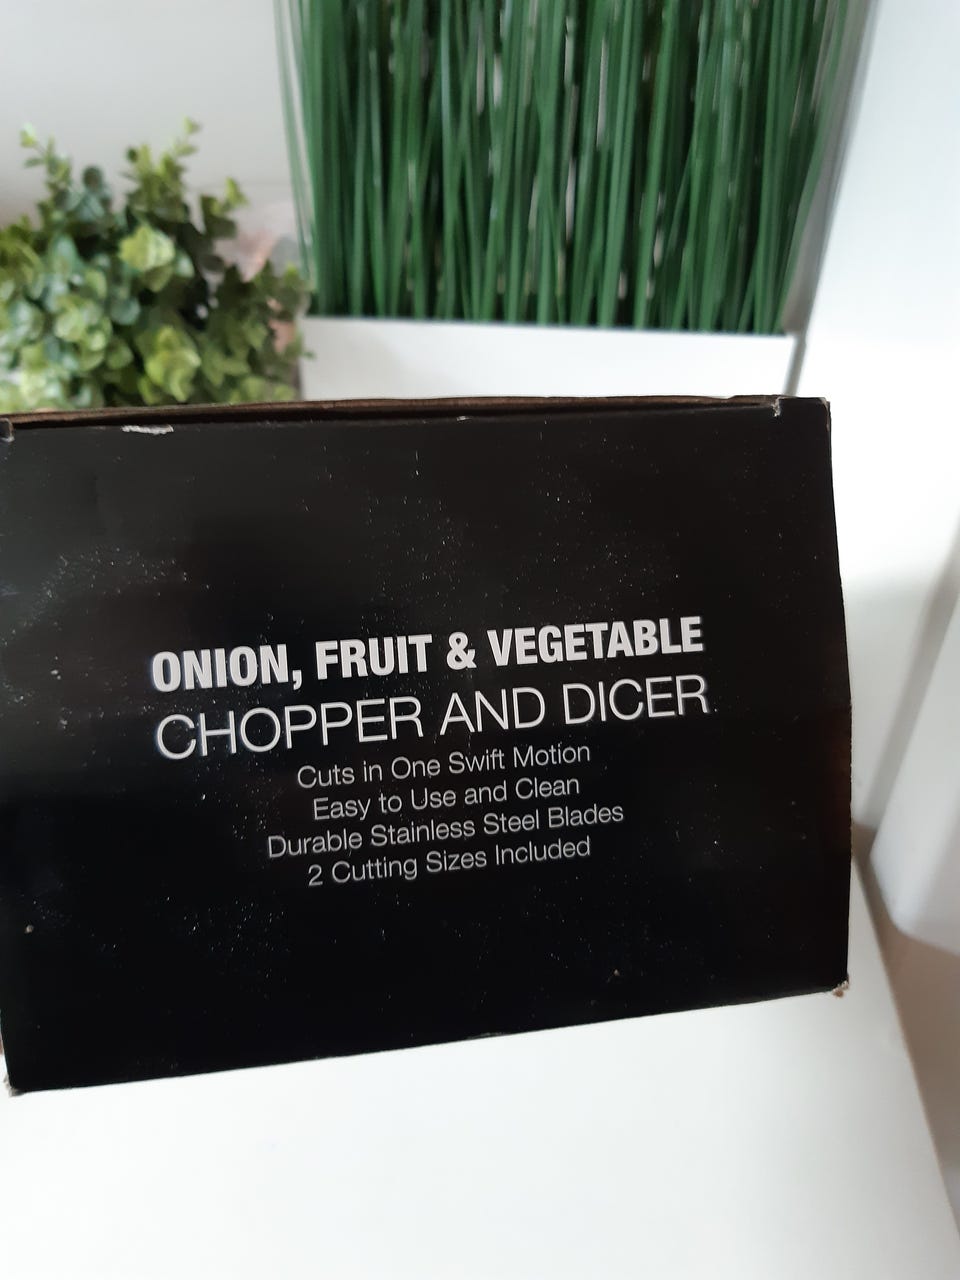 ONION, FRUIT & VEGETABLE
CHOPPER AND DICER
Cuts in One Swift Motion
Easy to Use and Clean
Durable Stainless Steel Blades
2 Cutting Sizes Included